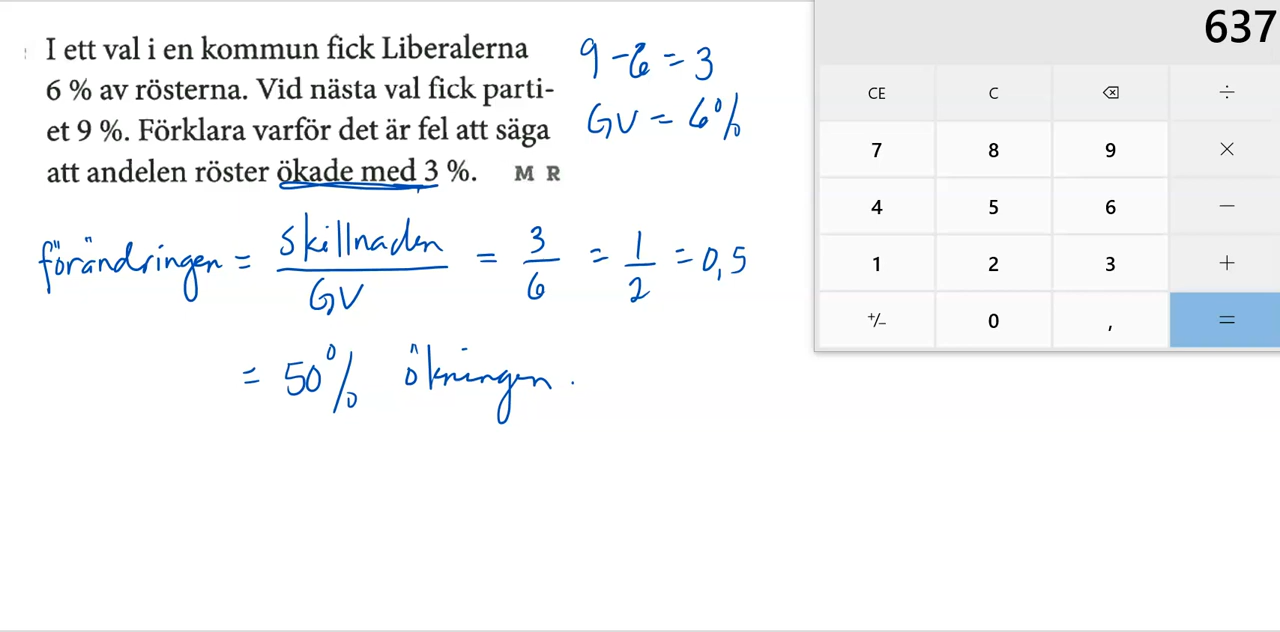 I ett val i en kommun fick Liberalerna
6 % av rösterna. Vid nästa val fick parti-
et 9 %. Förklara varför det är fel att säga
att andelen röster ökade med 3 %. M R
9 - 6 = 3
GV = 6%
förändringen = skillnaden / GV = 3/6 = 1/2 = 0,5
= 50% ökningen.
637
CE C ⌫ ÷
7 8 9 ×
4 5 6 −
1 2 3 +
+/− 0 , =